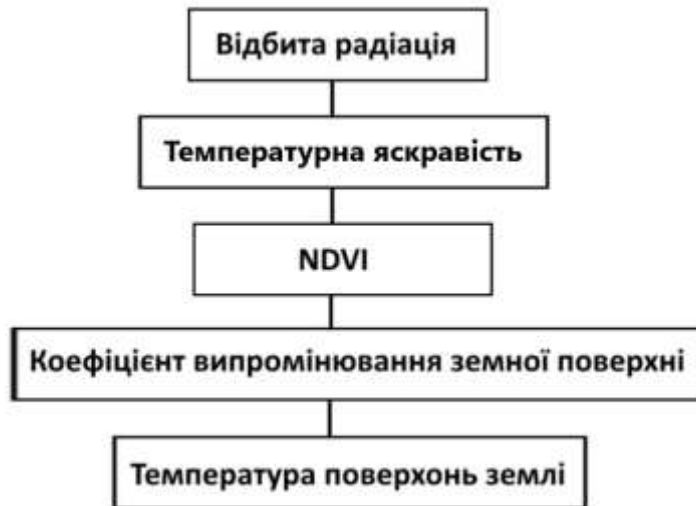 Відбита радіація
Температурна яскравість
NDVI
Коефіцієнт випромінювання земної поверхні
Температура поверхонь землі